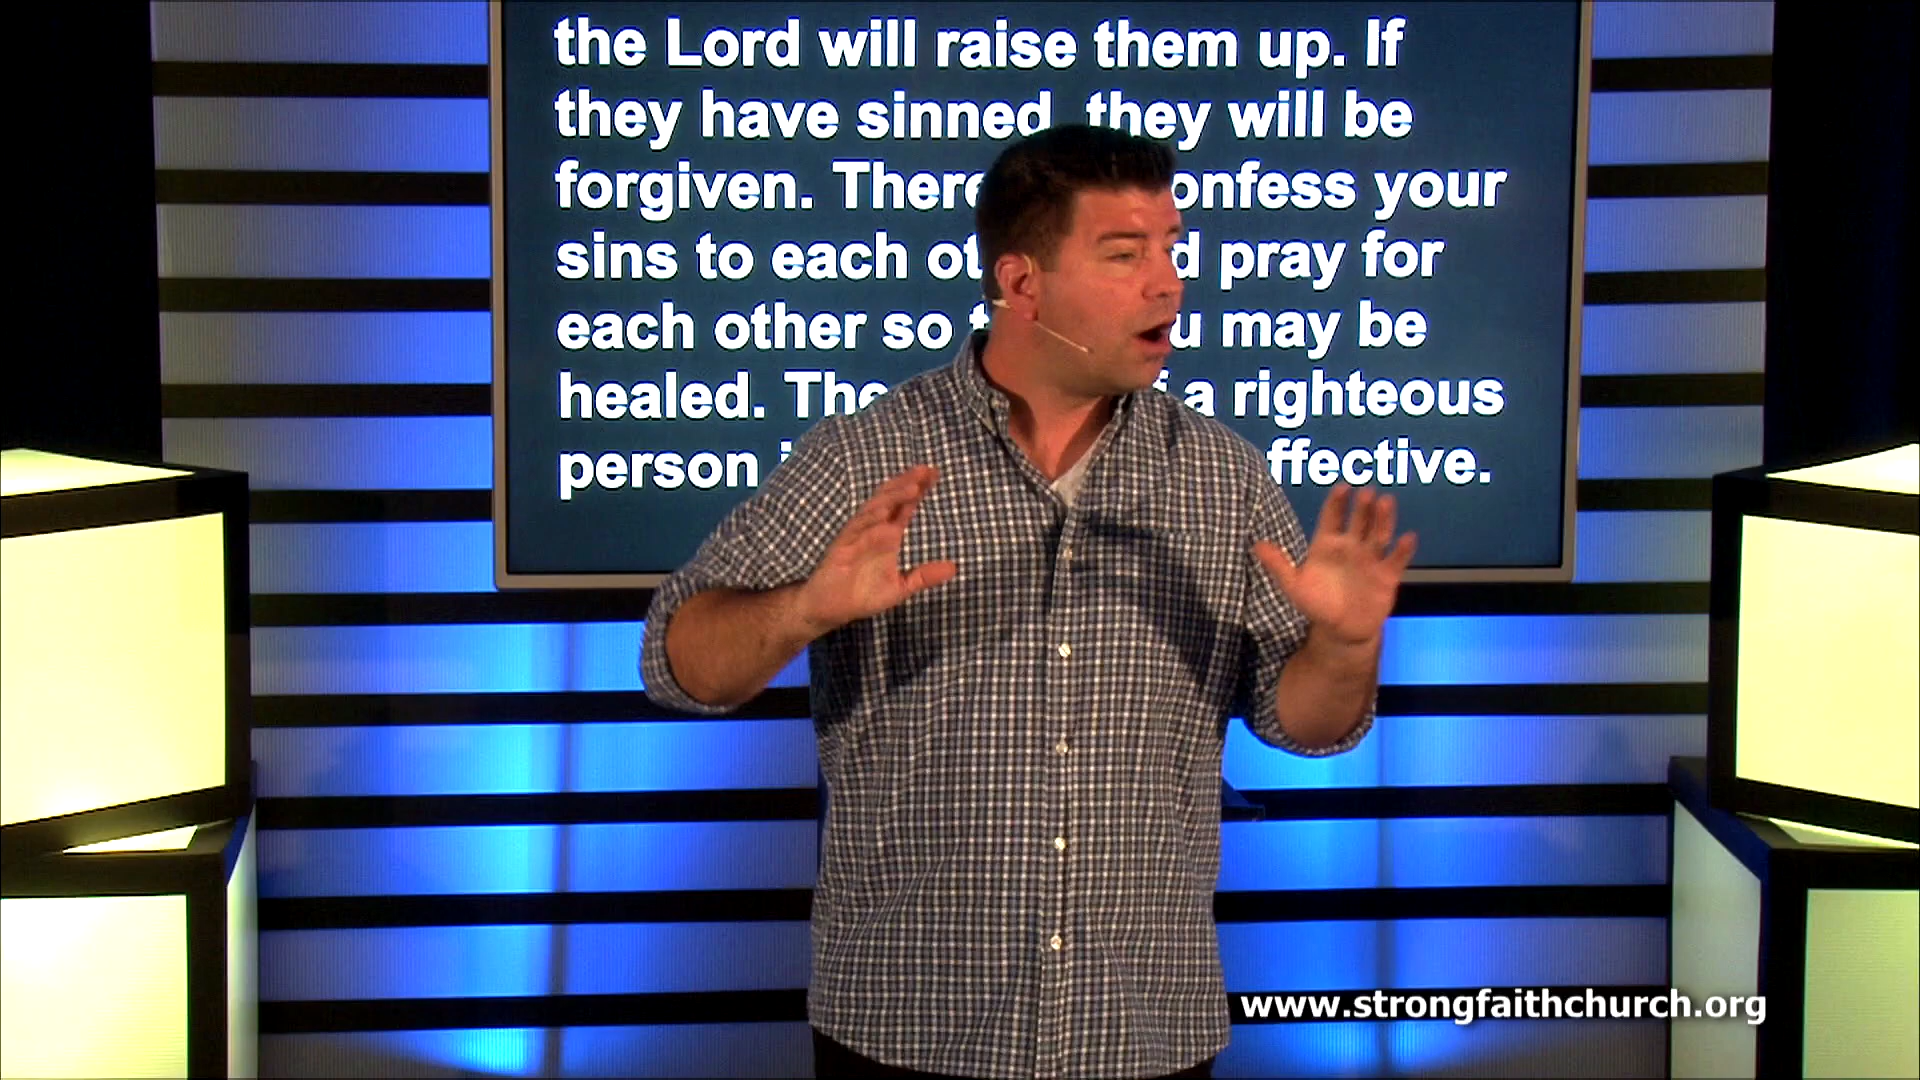 the Lord will raise them up. If
they have sinned, they will be
forgiven. There onfess your
sins to each ot d pray for
each other so t u may be
healed. The f a righteous
person i ffective.
www.strongfaithchurch.org